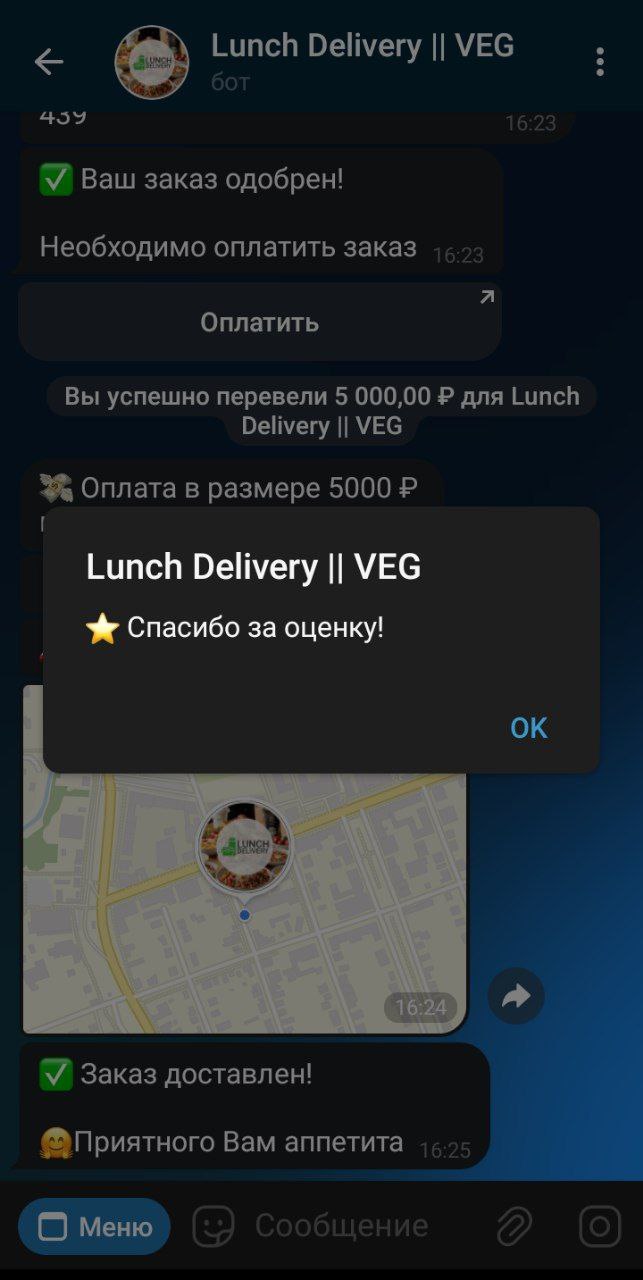 Lunch Delivery || VEG
бот
439
16:23
✅ Ваш заказ одобрен!
Необходимо оплатить заказ 16:23
Оплатить
Вы успешно перевели 5 000,00 ₽ для Lunch
Delivery || VEG
💸 Оплата в размере 5000 ₽
Lunch Delivery || VEG
⭐ Спасибо за оценку!
OK
LUNCH
DELIVERY
16:24
✅ Заказ доставлен!
🤗Приятного Вам аппетита 16:25
Меню
Сообщение